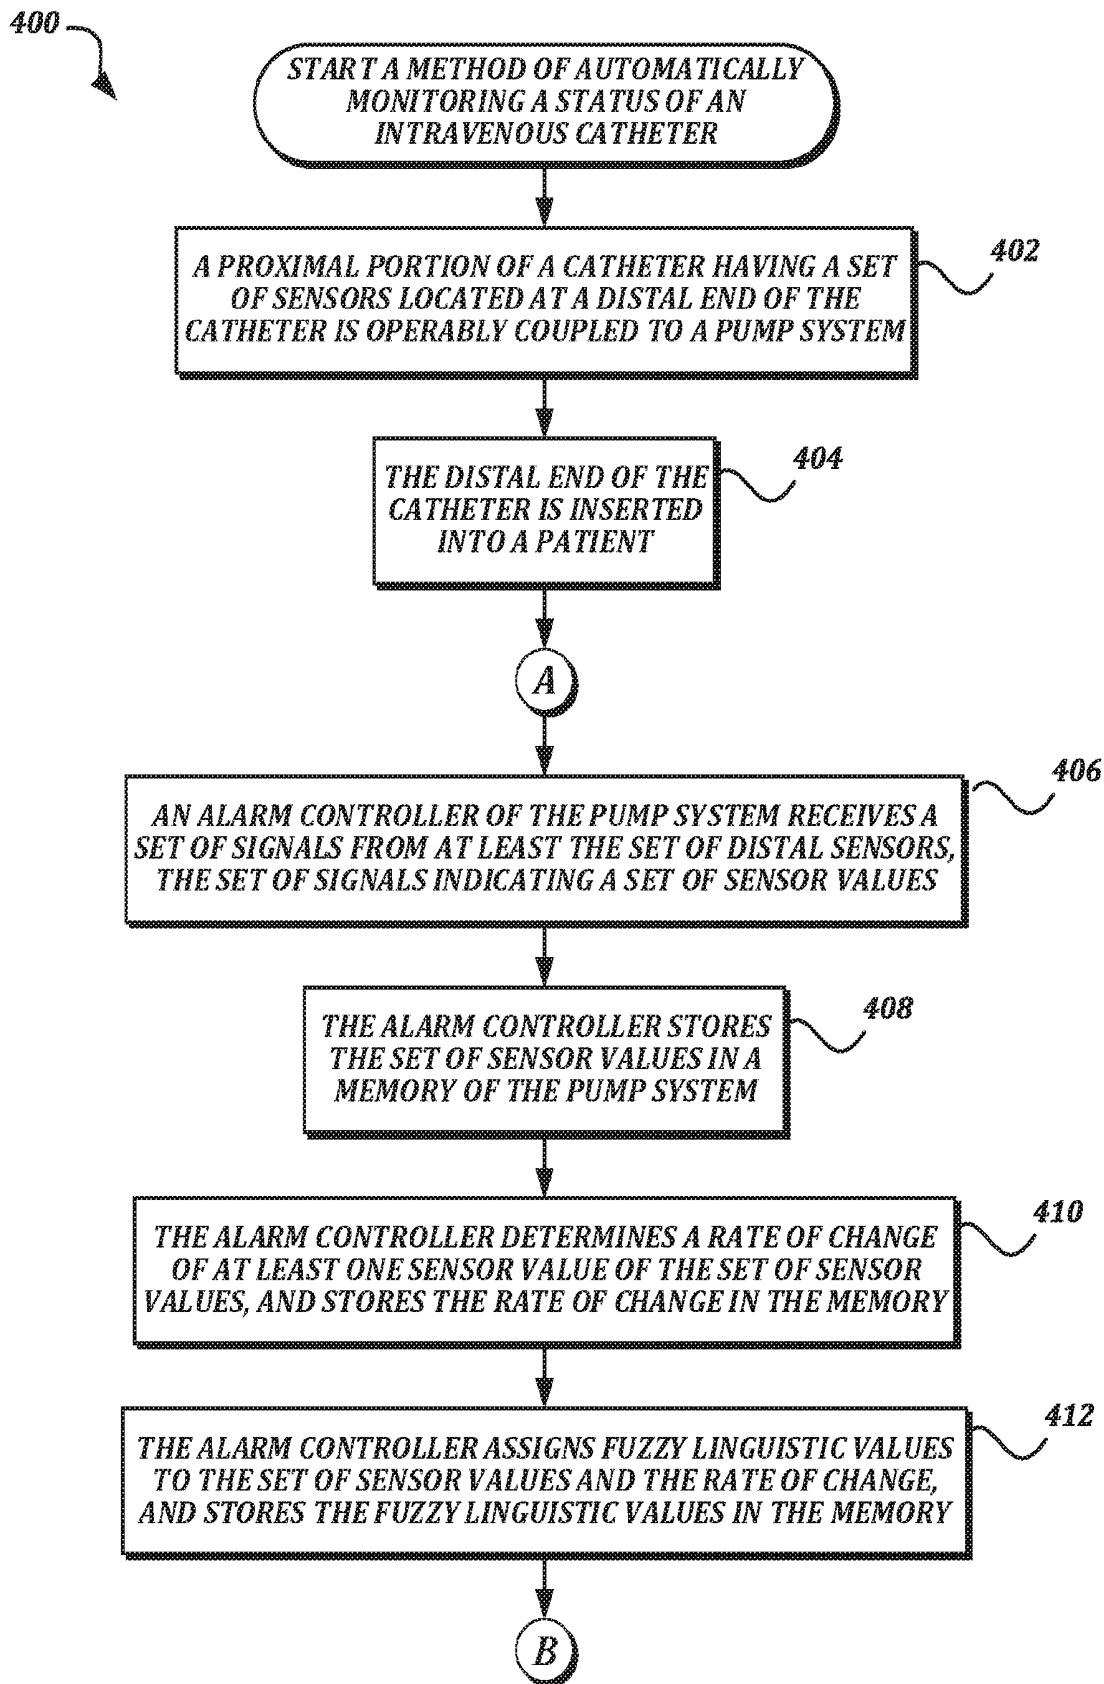 400
START A METHOD OF AUTOMATICALLY
MONITORING A STATUS OF AN
INTRAVENOUS CATHETER
402
A PROXIMAL PORTION OF A CATHETER HAVING A SET
OF SENSORS LOCATED AT A DISTAL END OF THE
CATHETER IS OPERABLY COUPLED TO A PUMP SYSTEM
404
THE DISTAL END OF THE
CATHETER IS INSERTED
INTO A PATIENT
A
406
AN ALARM CONTROLLER OF THE PUMP SYSTEM RECEIVES A
SET OF SIGNALS FROM AT LEAST THE SET OF DISTAL SENSORS,
THE SET OF SIGNALS INDICATING A SET OF SENSOR VALUES
408
THE ALARM CONTROLLER STORES
THE SET OF SENSOR VALUES IN A
MEMORY OF THE PUMP SYSTEM
410
THE ALARM CONTROLLER DETERMINES A RATE OF CHANGE
OF AT LEAST ONE SENSOR VALUE OF THE SET OF SENSOR
VALUES, AND STORES THE RATE OF CHANGE IN THE MEMORY
412
THE ALARM CONTROLLER ASSIGNS FUZZY LINGUISTIC VALUES
TO THE SET OF SENSOR VALUES AND THE RATE OF CHANGE,
AND STORES THE FUZZY LINGUISTIC VALUES IN THE MEMORY
B